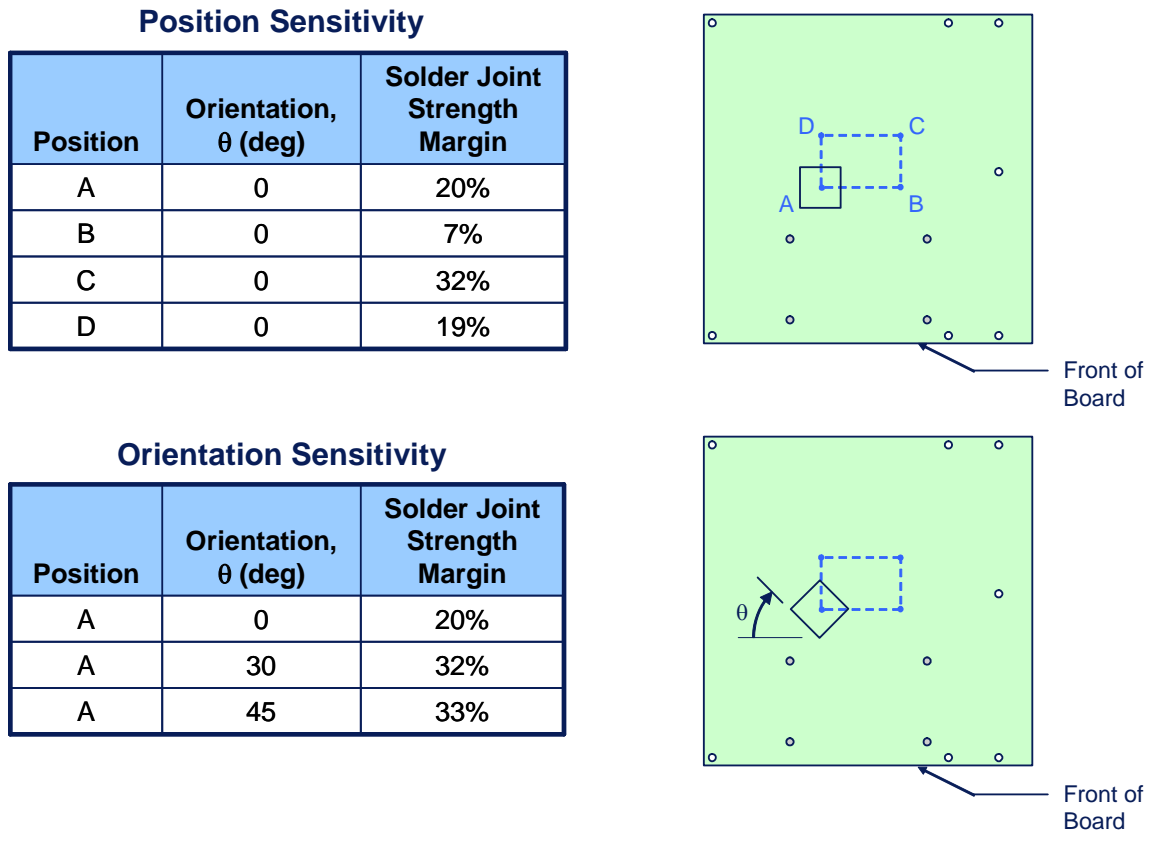 Position Sensitivity
Position
Orientation,
θ (deg)
Solder Joint
Strength
Margin
A 0 20%
B 0 7%
C 0 32%
D 0 19%
D C
A B
Front of
Board
Orientation Sensitivity
Position
Orientation,
θ (deg)
Solder Joint
Strength
Margin
A 0 20%
A 30 32%
A 45 33%
θ
Front of
Board